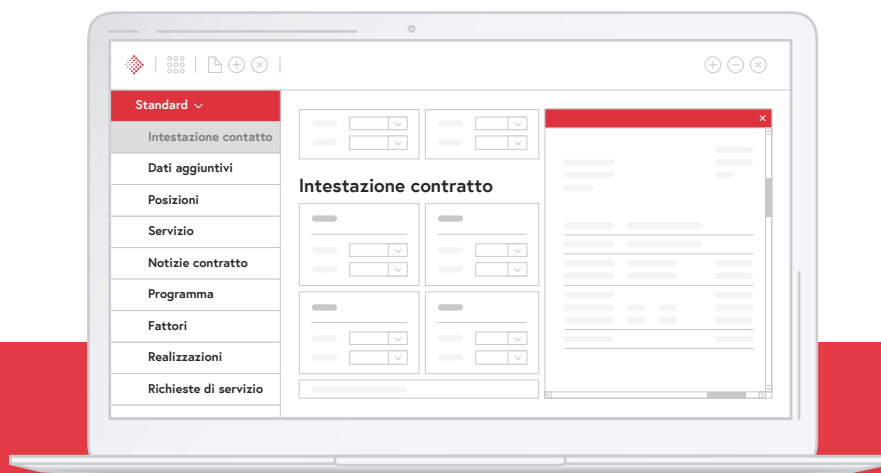 Standard
Intestazione contatto
Dati aggiuntivi
Posizioni
Servizio
Notizie contratto
Programma
Fattori
Realizzazioni
Richieste di servizio
Intestazione contratto